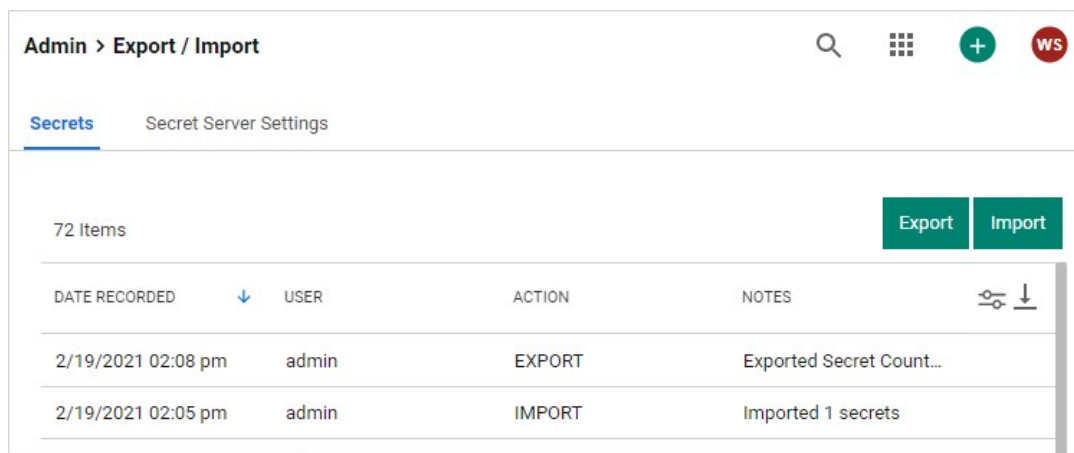 Admin > Export / Import
WS
Secrets Secret Server Settings
72 Items Export Import
DATE RECORDED USER ACTION NOTES
2/19/2021 02:08 pm admin EXPORT Exported Secret Count...
2/19/2021 02:05 pm admin IMPORT Imported 1 secrets